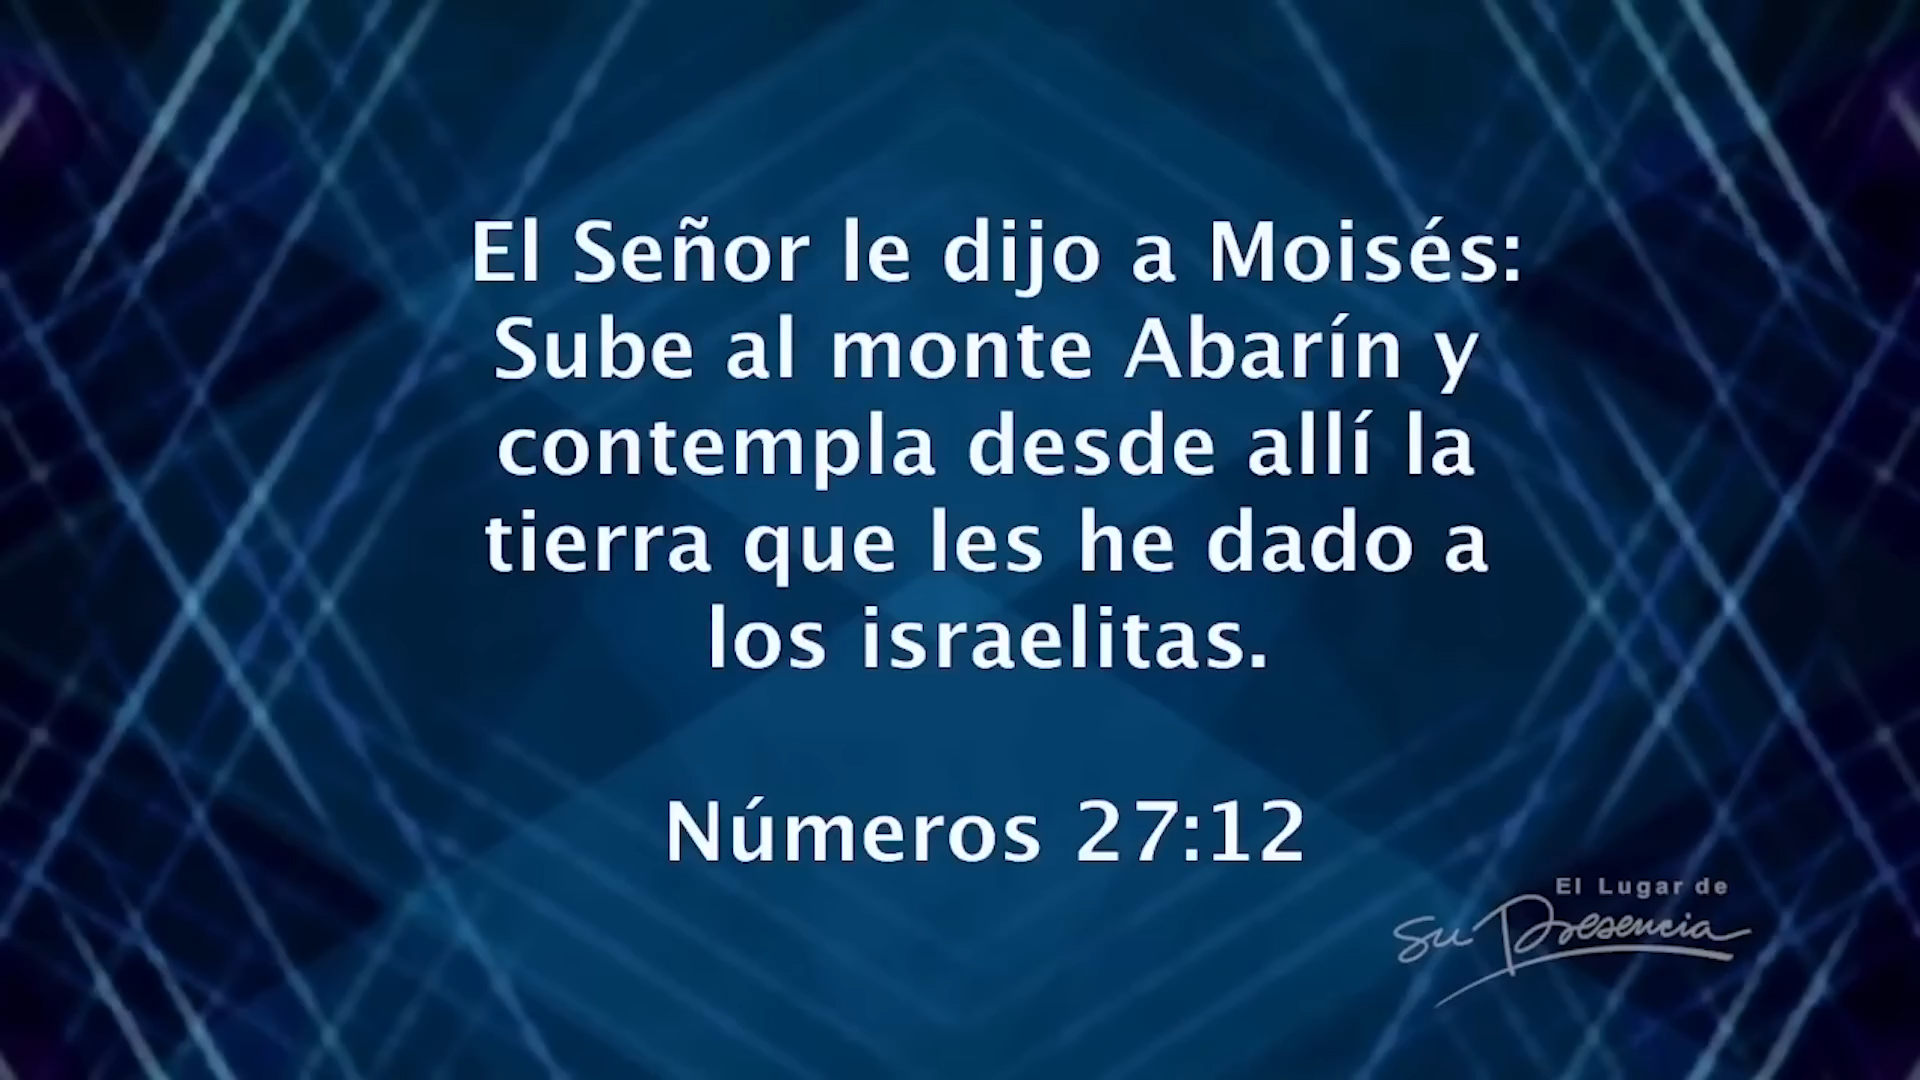 El Señor le dijo a Moisés:
Sube al monte Abarín y
contempla desde allí la
tierra que les he dado a
los israelitas.
Números 27:12
El Lugar de
Su Presencia